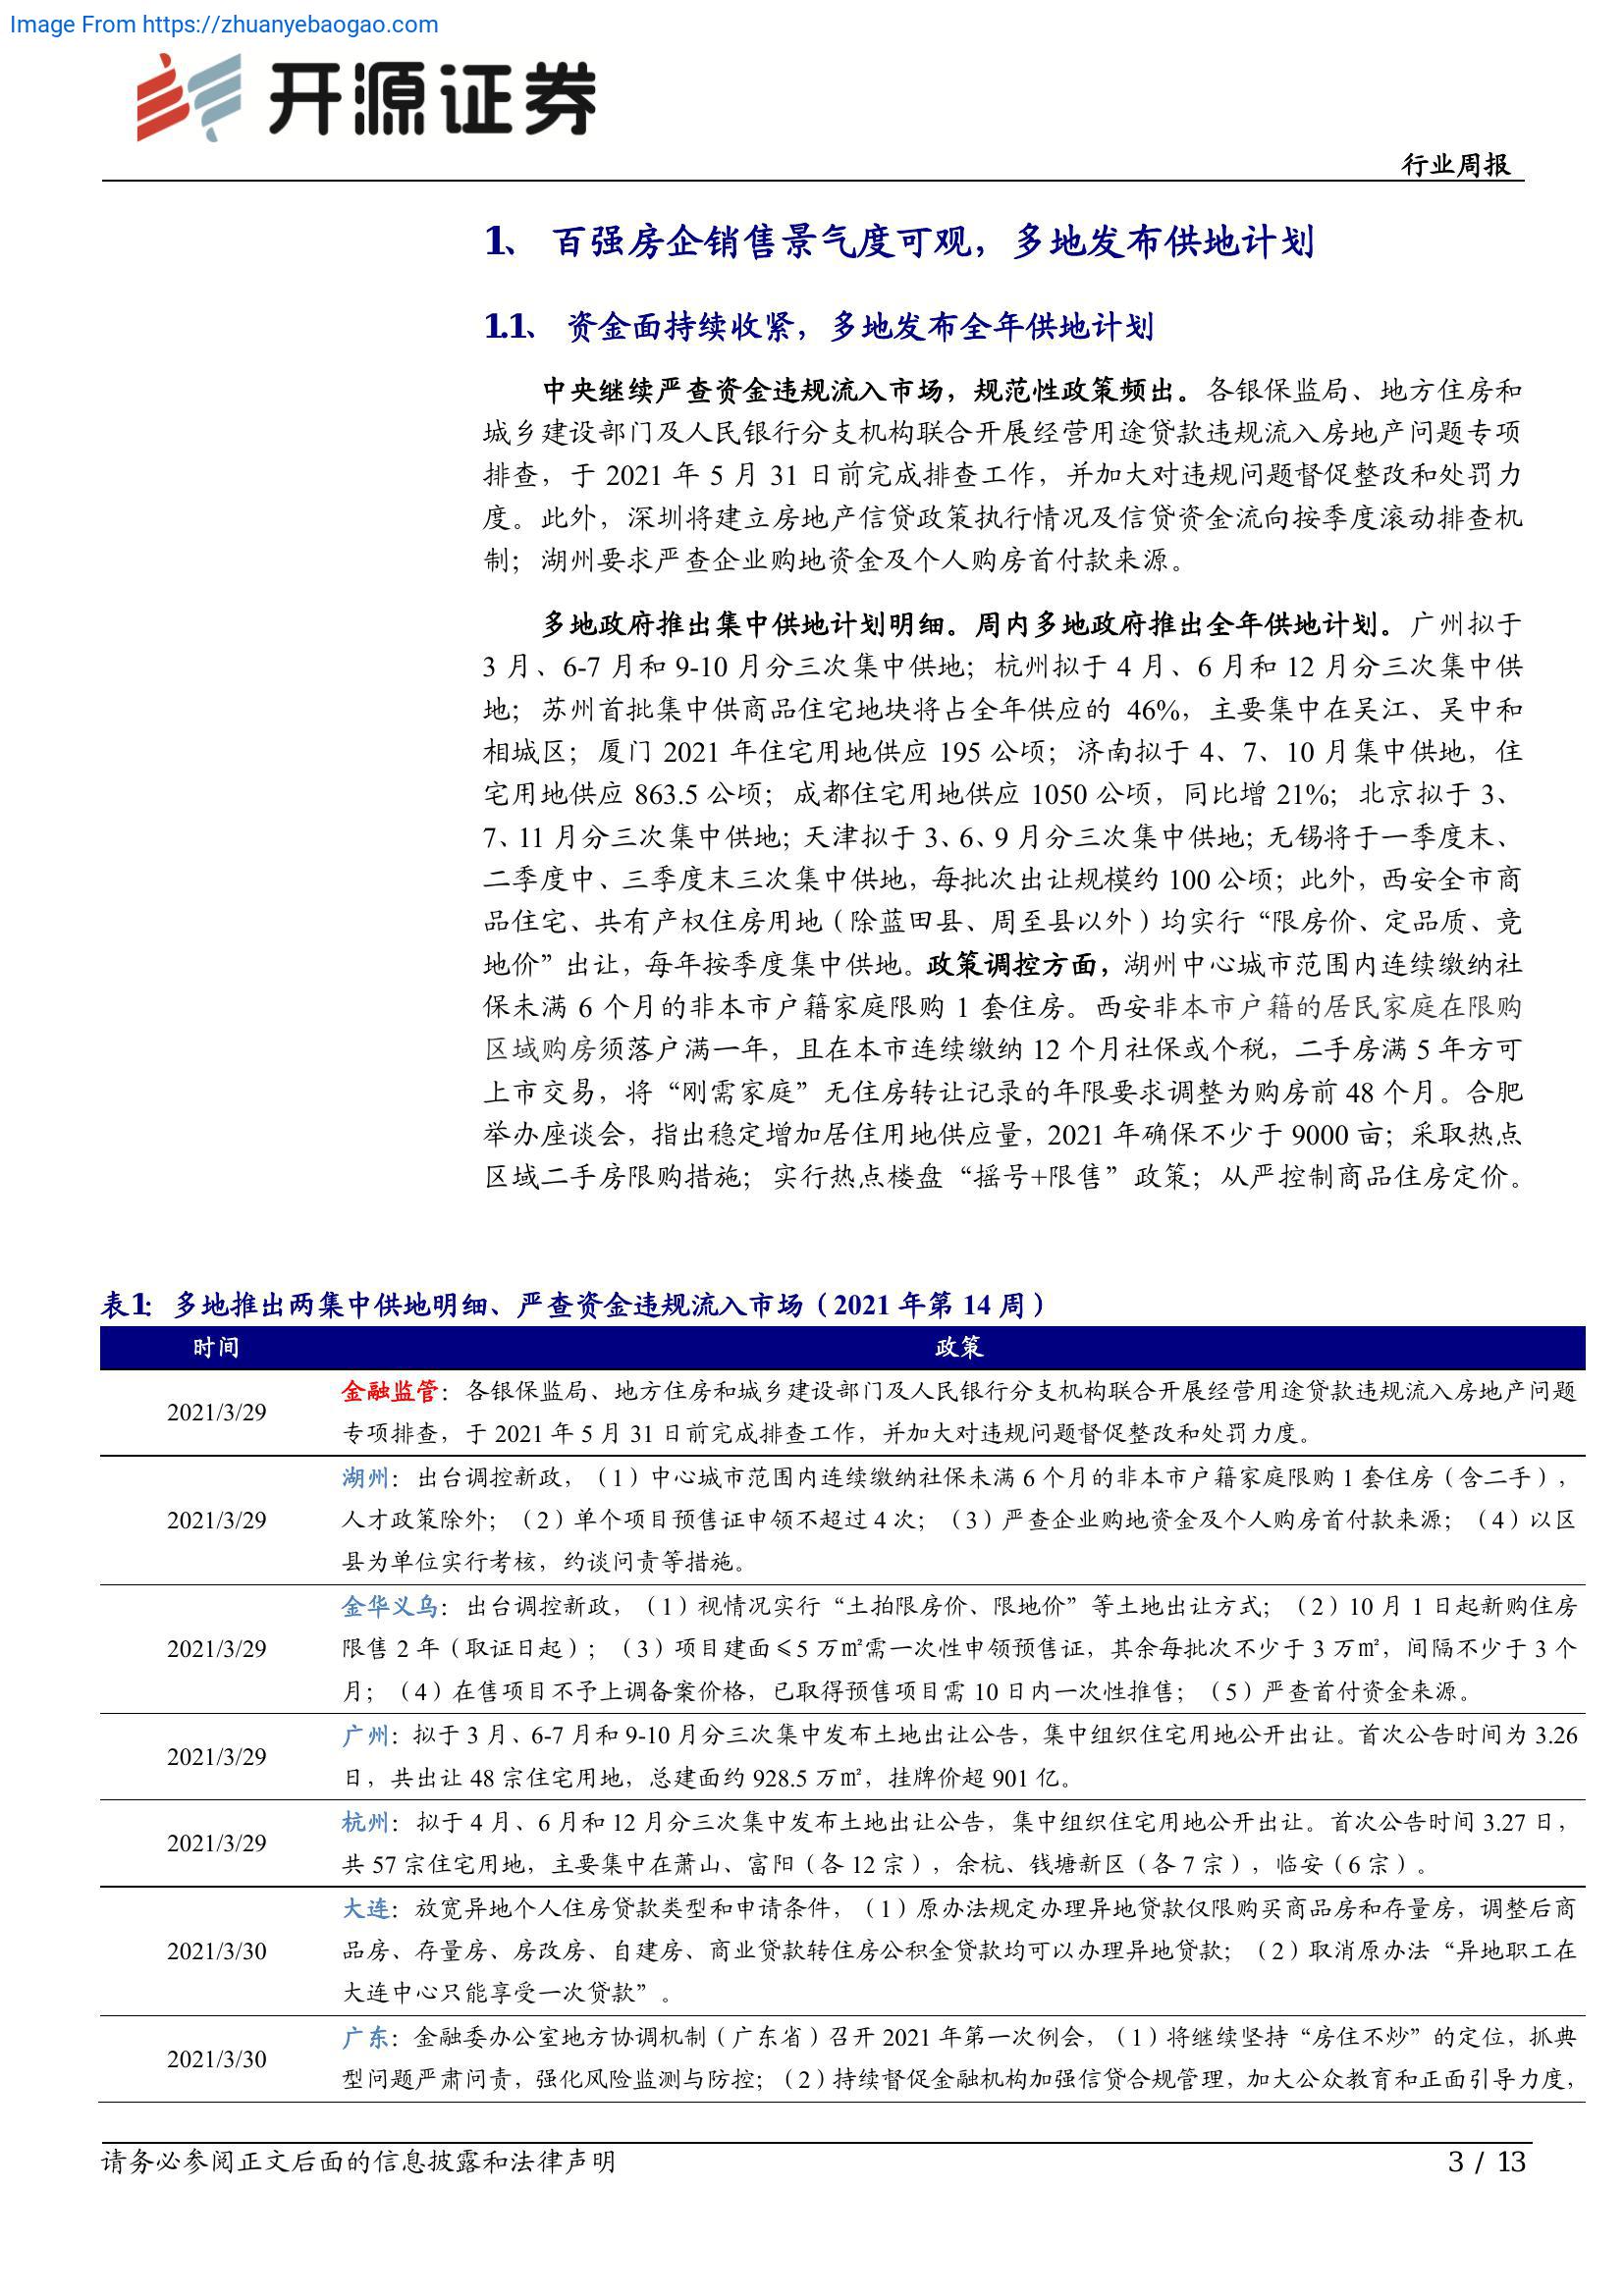 Image From https://zhuanyebaogao.com
开源证券
行业周报
1、 百强房企销售景气度可观，多地发布供地计划
1.1、 资金面持续收紧，多地发布全年供地计划
中央继续严查资金违规流入市场，规范性政策频出。各银保监局、地方住房和
城乡建设部门及人民银行分支机构联合开展经营用途贷款违规流入房地产问题专项
排查，于 2021 年 5 月 31 日前完成排查工作，并加大对违规问题督促整改和处罚力
度。此外，深圳将建立房地产信贷政策执行情况及信贷资金流向按季度滚动排查机
制；湖州要求严查企业购地资金及个人购房首付款来源。
多地政府推出集中供地计划明细。周内多地政府推出全年供地计划。广州拟于
3 月、6-7 月和 9-10 月分三次集中供地；杭州拟于 4 月、6 月和 12 月分三次集中供
地；苏州首批集中供商品住宅地块将占全年供应的 46%，主要集中在吴江、吴中和
相城区；厦门 2021 年住宅用地供应 195 公顷；济南拟于 4、7、10 月集中供地，住
宅用地供应 863.5 公顷；成都住宅用地供应 1050 公顷，同比增 21%；北京拟于 3、
7、11 月分三次集中供地；天津拟于 3、6、9 月分三次集中供地；无锡将于一季度末、
二季度中、三季度末三次集中供地，每批次出让规模约 100 公顷；此外，西安全市商
品住宅、共有产权住房用地（除蓝田县、周至县以外）均实行“限房价、定品质、竞
地价”出让，每年按季度集中供地。政策调控方面，湖州中心城市范围内连续缴纳社
保未满 6 个月的非本市户籍家庭限购 1 套住房。西安非本市户籍的居民家庭在限购
区域购房须落户满一年，且在本市连续缴纳 12 个月社保或个税，二手房满 5 年方可
上市交易，将“刚需家庭”无住房转让记录的年限要求调整为购房前 48 个月。合肥
举办座谈会，指出稳定增加居住用地供应量，2021 年确保不少于 9000 亩；采取热点
区域二手房限购措施；实行热点楼盘“摇号+限售”政策；从严控制商品住房定价。
表1： 多地推出两集中供地明细、严查资金违规流入市场（2021 年第 14 周）
时间 政策
2021/3/29 金融监管：各银保监局、地方住房和城乡建设部门及人民银行分支机构联合开展经营用途贷款违规流入房地产问题
专项排查，于 2021 年 5 月 31 日前完成排查工作，并加大对违规问题督促整改和处罚力度。
2021/3/29 湖州：出台调控新政，（1）中心城市范围内连续缴纳社保未满 6 个月的非本市户籍家庭限购 1 套住房（含二手），
人才政策除外；（2）单个项目预售证申领不超过 4 次；（3）严查企业购地资金及个人购房首付款来源；（4）以区
县为单位实行考核，约谈问责等措施。
2021/3/29 金华义乌：出台调控新政，（1）视情况实行“土拍限房价、限地价”等土地出让方式；（2）10 月 1 日起新购住房
限售 2 年（取证日起）；（3）项目建面≤5 万㎡需一次性申领预售证，其余每批次不少于 3 万㎡，间隔不少于 3 个
月；（4）在售项目不予上调备案价格，已取得预售项目需 10 日内一次性推售；（5）严查首付资金来源。
2021/3/29 广州：拟于 3 月、6-7 月和 9-10 月分三次集中发布土地出让公告，集中组织住宅用地公开出让。首次公告时间为 3.26
日，共出让 48 宗住宅用地，总建面约 928.5 万㎡，挂牌价超 901 亿。
2021/3/29 杭州：拟于 4 月、6 月和 12 月分三次集中发布土地出让公告，集中组织住宅用地公开出让。首次公告时间 3.27 日，
共 57 宗住宅用地，主要集中在萧山、富阳（各 12 宗），余杭、钱塘新区（各 7 宗），临安（6 宗）。
2021/3/30 大连：放宽异地个人住房贷款类型和申请条件，（1）原办法规定办理异地贷款仅限购买商品房和存量房，调整后商
品房、存量房、房改房、自建房、商业贷款转住房公积金贷款均可以办理异地贷款；（2）取消原办法“异地职工在
大连中心只能享受一次贷款”。
2021/3/30 广东：金融委办公室地方协调机制（广东省）召开 2021 年第一次例会，（1）将继续坚持“房住不炒”的定位，抓典
型问题严肃问责，强化风险监测与防控；（2）持续督促金融机构加强信贷合规管理，加大公众教育和正面引导力度，
请务必参阅正文后面的信息披露和法律声明 3 / 13